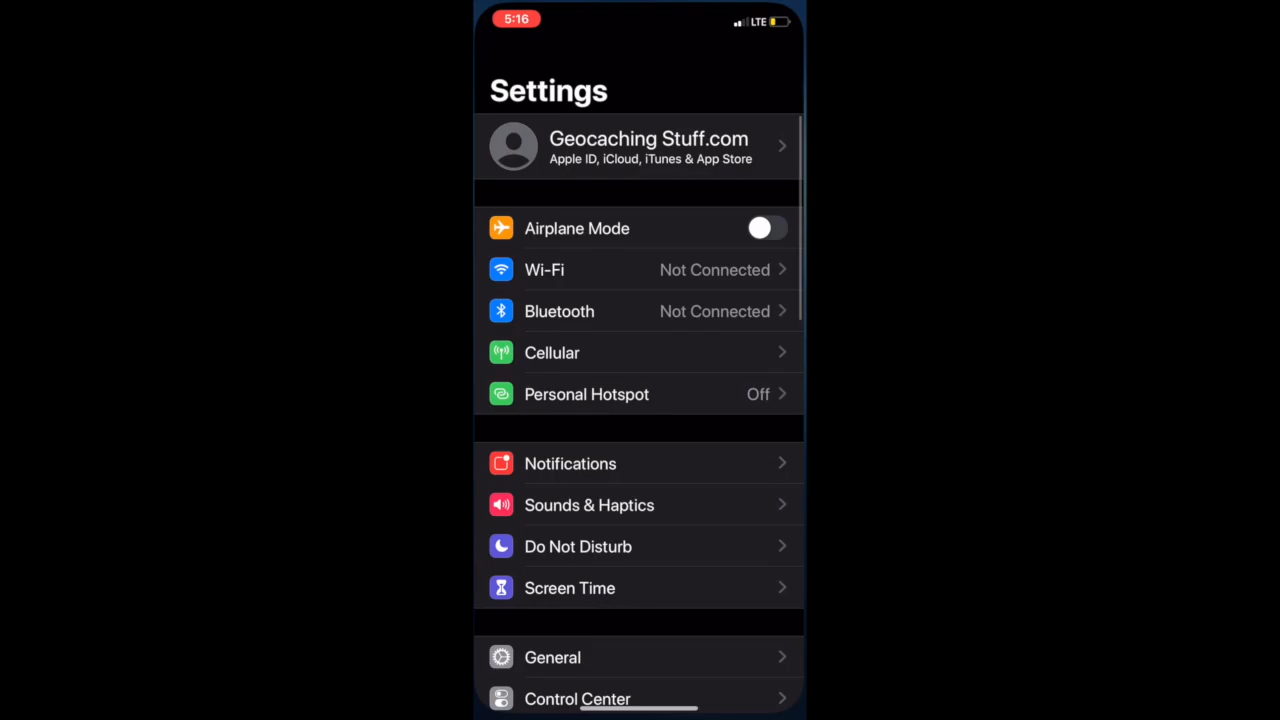 5:16
LTE
Settings
Geocaching Stuff.com
Apple ID, iCloud, iTunes & App Store
Airplane Mode
Wi-Fi Not Connected
Bluetooth Not Connected
Cellular
Personal Hotspot Off
Notifications
Sounds & Haptics
Do Not Disturb
Screen Time
General
Control Center